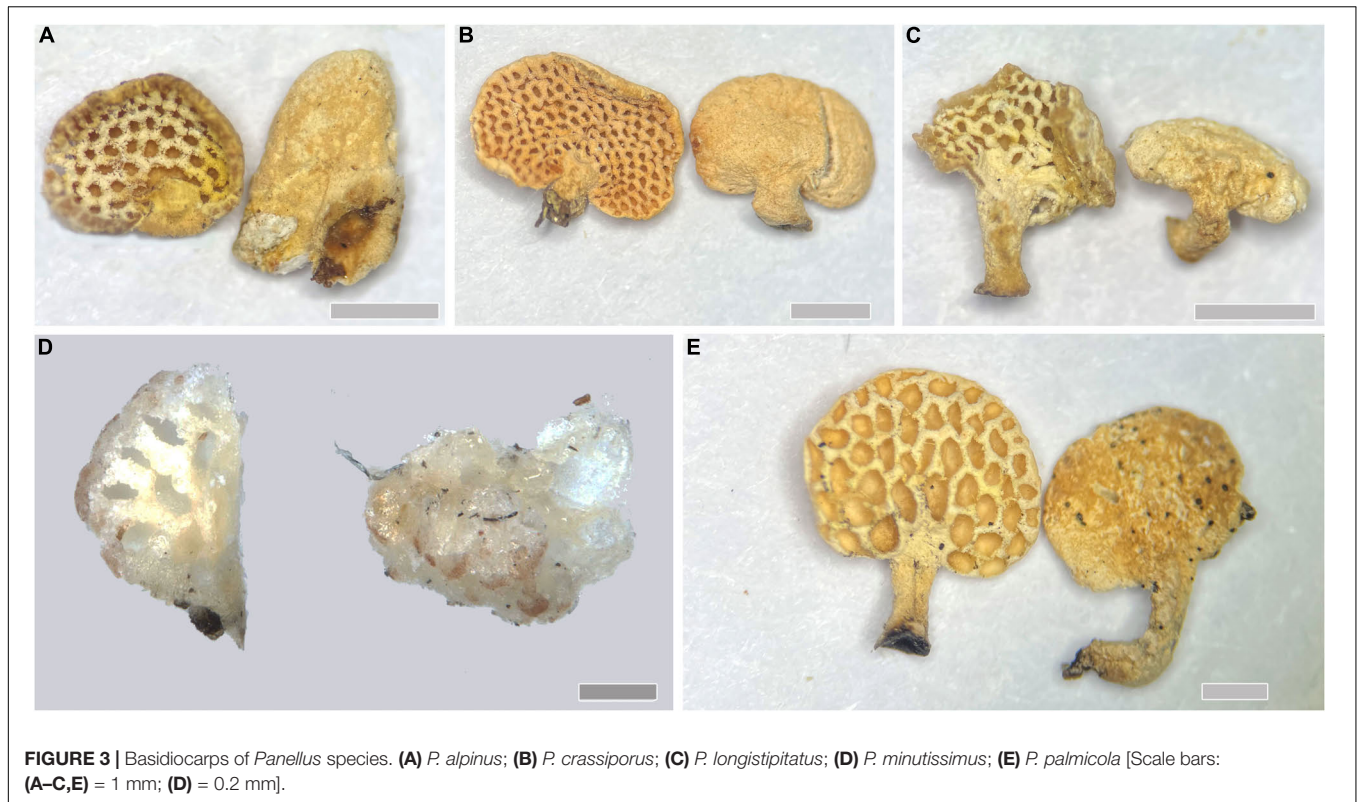 A
B
C
D
E
FIGURE 3 | Basidiocarps of Panellus species. (A) P. alpinus; (B) P. crassiporus; (C) P. longistipitatus; (D) P. minutissimus; (E) P. palmicola [Scale bars:
(A–C,E) = 1 mm; (D) = 0.2 mm].